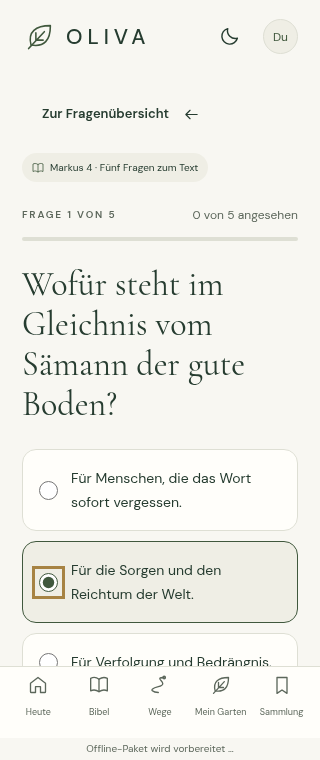 OLIVA
Du
Zur Fragenübersicht ←
Markus 4 · Fünf Fragen zum Text
FRAGE 1 VON 5
0 von 5 angesehen
Wofür steht im
Gleichnis vom
Sämann der gute
Boden?
Für Menschen, die das Wort
sofort vergessen.
Für die Sorgen und den
Reichtum der Welt.
Für Verfolgung und Bedrängnis.
Heute
Bibel
Wege
Mein Garten
Sammlung
Offline-Paket wird vorbereitet …